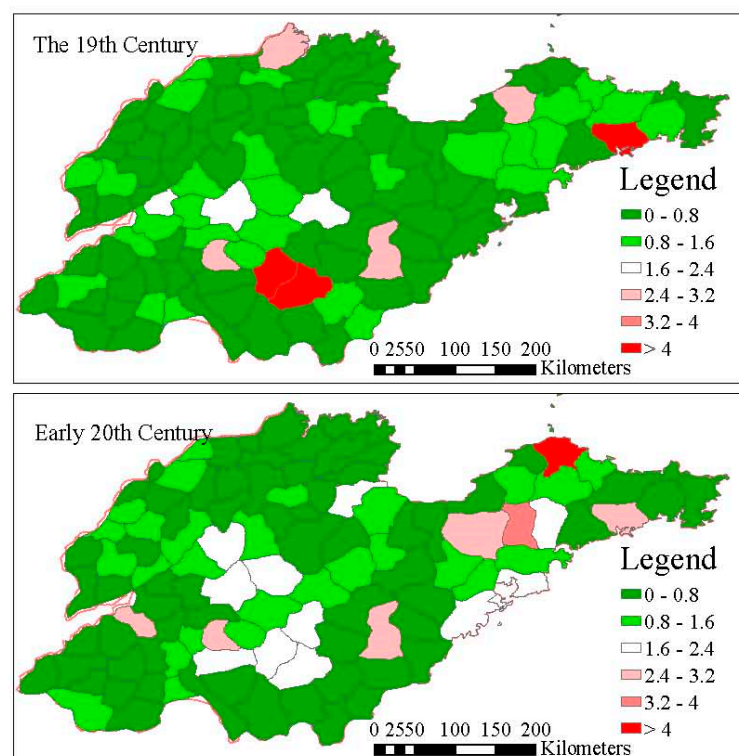 The 19th Century
Legend
0 - 0.8
0.8 - 1.6
1.6 - 2.4
2.4 - 3.2
3.2 - 4
> 4
0 2550 100 150 200
Kilometers
Early 20th Century
Legend
0 - 0.8
0.8 - 1.6
1.6 - 2.4
2.4 - 3.2
3.2 - 4
> 4
0 2550 100 150 200
Kilometers